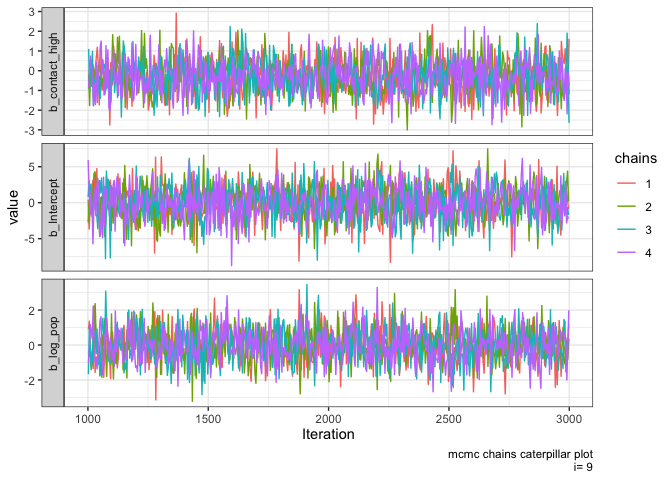 b_contact_high
3
2
1
0
-1
-2
-3
b_Intercept
5
0
-5
b_log_pop
2
0
-2
value
1000 1500 2000 2500 3000
Iteration
chains
1
2
3
4
mcmc chains caterpillar plot
i= 9